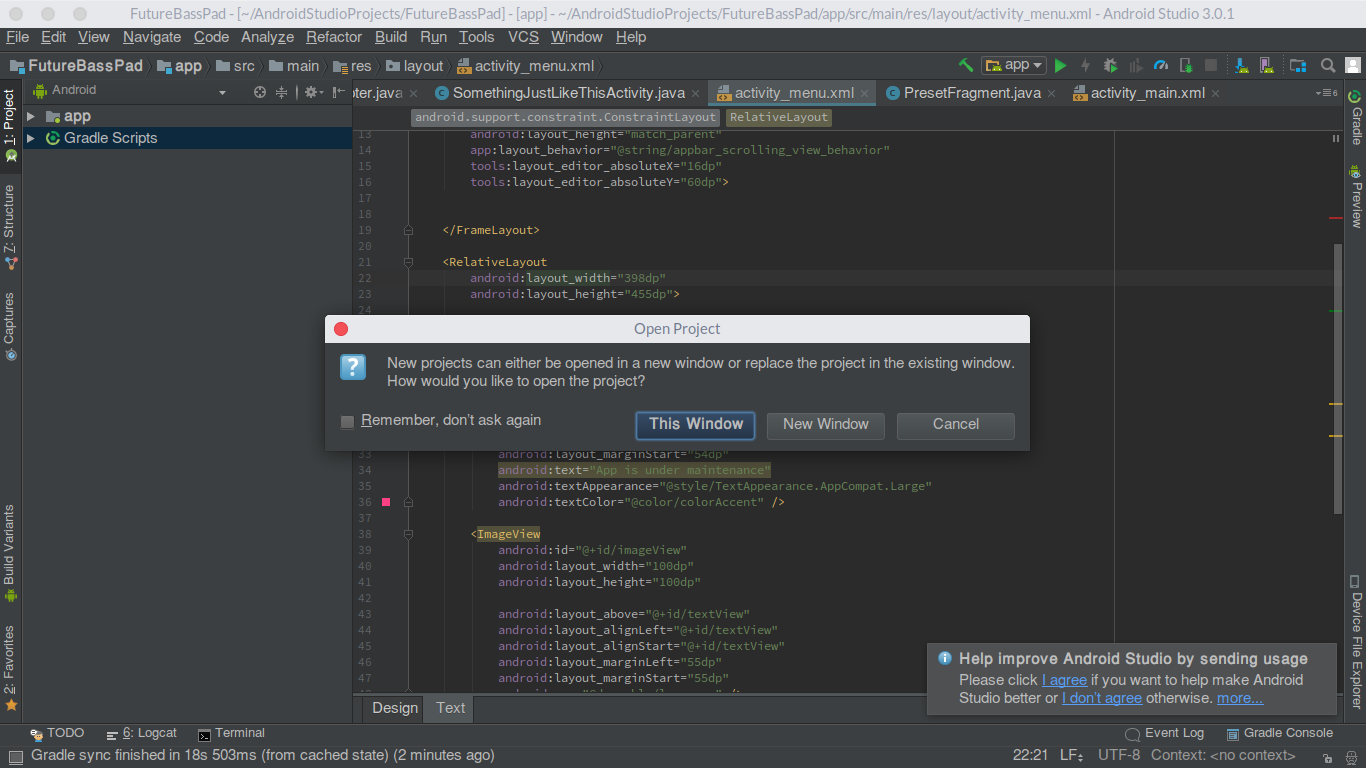 FutureBassPad - [~/AndroidStudioProjects/FutureBassPad] - [app] - ~/AndroidStudioProjects/FutureBassPad/app/src/main/res/layout/activity_menu.xml - Android Studio 3.0.1
File Edit View Navigate Code Analyze Refactor Build Run Tools VCS Window Help
FutureBassPad app src main res layout activity_menu.xml app
1: Project
7: Structure
Captures
Build Variants
2: Favorites
Android
app
Gradle Scripts
oter.java SomethingJustLikeThisActivity.java activity_menu.xml PresetFragment.java activity_main.xml 6
android.support.constraint.ConstraintLayout RelativeLayout
13 android:layout_height="match_parent"
14 app:layout_behavior="@string/appbar_scrolling_view_behavior"
15 tools:layout_editor_absoluteX="16dp"
16 tools:layout_editor_absoluteY="60dp">
17
18
19 </FrameLayout>
20
21 <RelativeLayout
22 android:layout_width="398dp"
23 android:layout_height="455dp">
24
Open Project
New projects can either be opened in a new window or replace the project in the existing window.
How would you like to open the project?
Remember, don't ask again This Window New Window Cancel
33 android:layout_marginStart="54dp"
34 android:text="App is under maintenance"
35 android:textAppearance="@style/TextAppearance.AppCompat.Large"
36 android:textColor="@color/colorAccent" />
37
38 <ImageView
39 android:id="@+id/imageView"
40 android:layout_width="100dp"
41 android:layout_height="100dp"
42
43 android:layout_above="@+id/textView"
44 android:layout_alignLeft="@+id/textView"
45 android:layout_alignStart="@+id/textView"
46 android:layout_marginLeft="55dp"
47 android:layout_marginStart="55dp"
Design Text
Gradle
Preview
Device File Explorer
Help improve Android Studio by sending usage
Please click I agree if you want to help make Android
Studio better or I don't agree otherwise. more...
TODO 6: Logcat Terminal Event Log Gradle Console
Gradle sync finished in 18s 503ms (from cached state) (2 minutes ago) 22:21 LF UTF-8 Context: <no context>